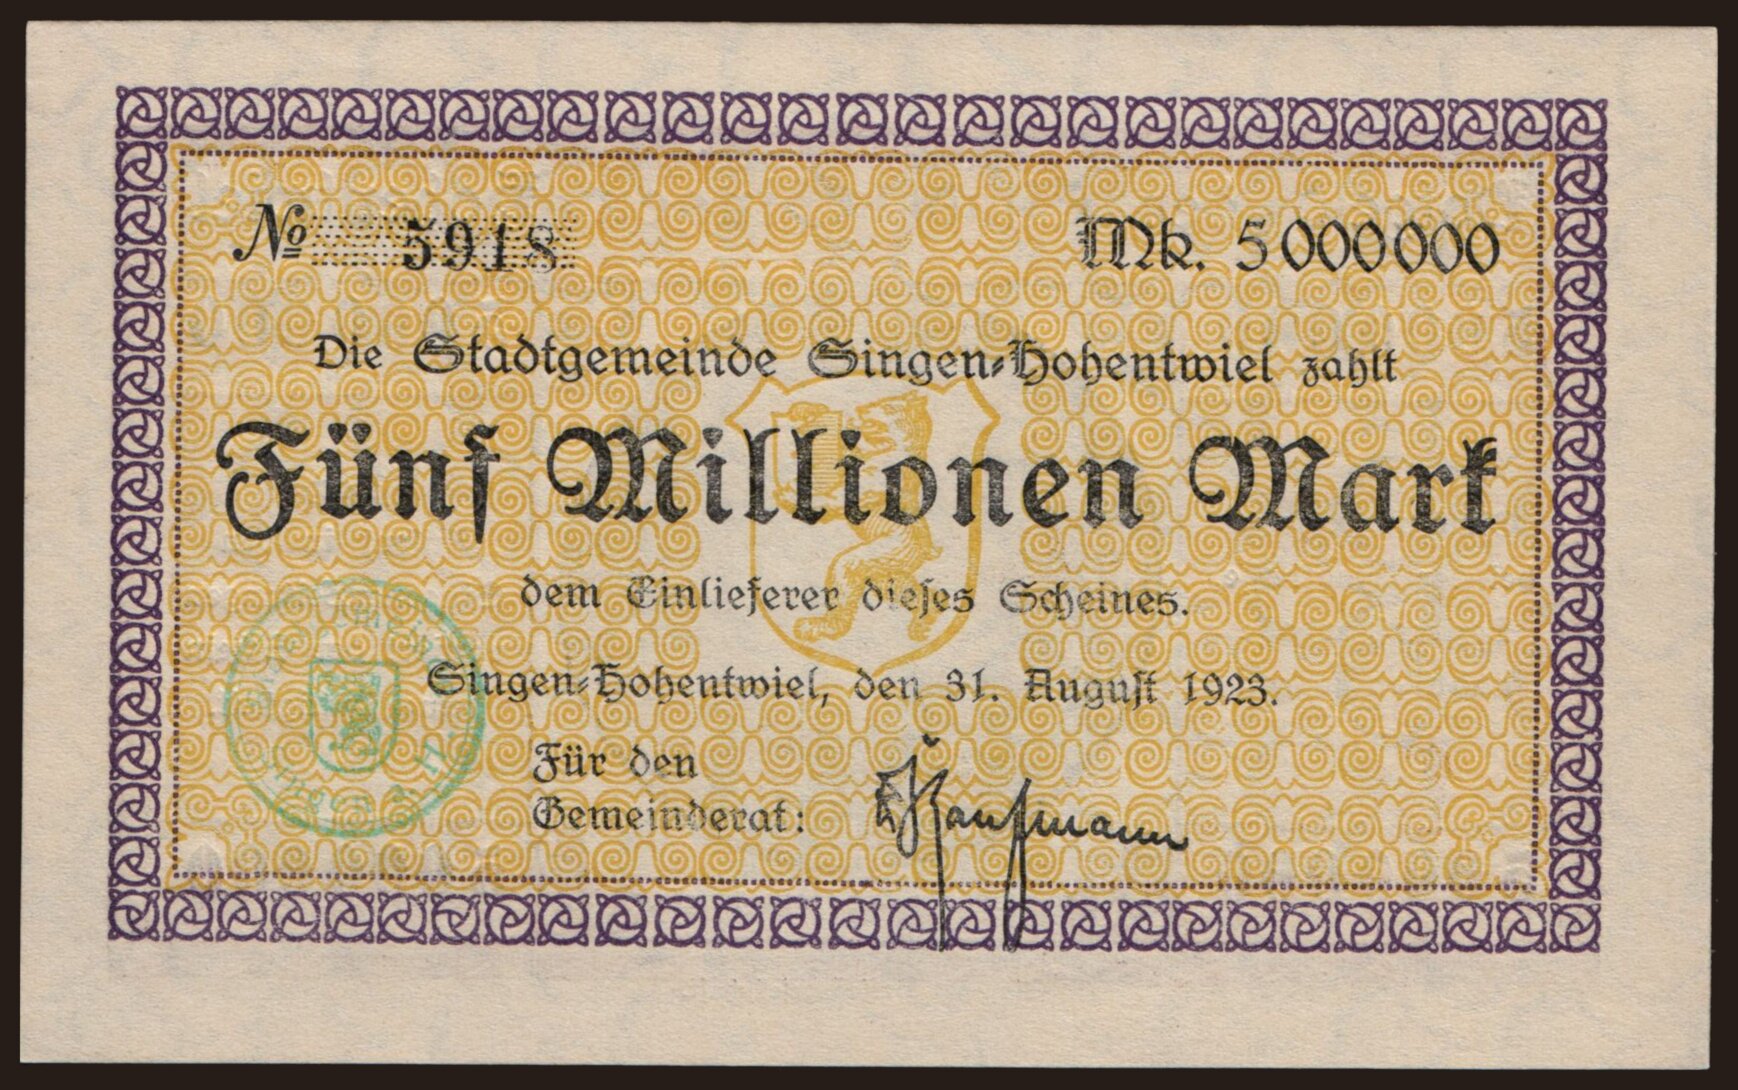 № 5918
Mk. 5000000
Die Stadtgemeinde Singen-Hohentwiel zahlt
Fünf Millionen Mark
dem Einlieferer dieses Scheines.
Singen-Hohentwiel, den 31. August 1923.
Für den
Gemeinderat:
Kaufmann